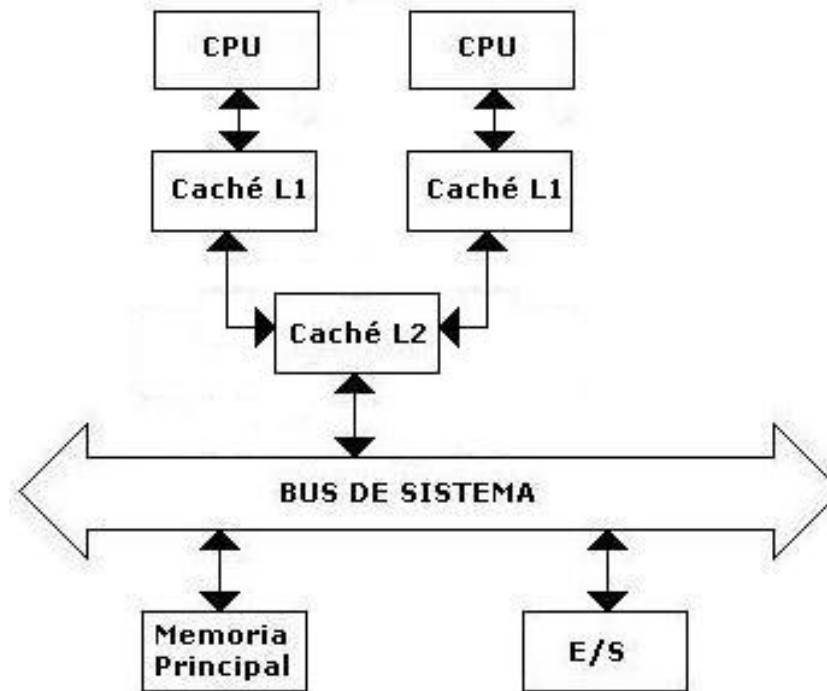 CPU
CPU
Caché L1
Caché L1
Caché L2
BUS DE SISTEMA
Memoria
Principal
E/S